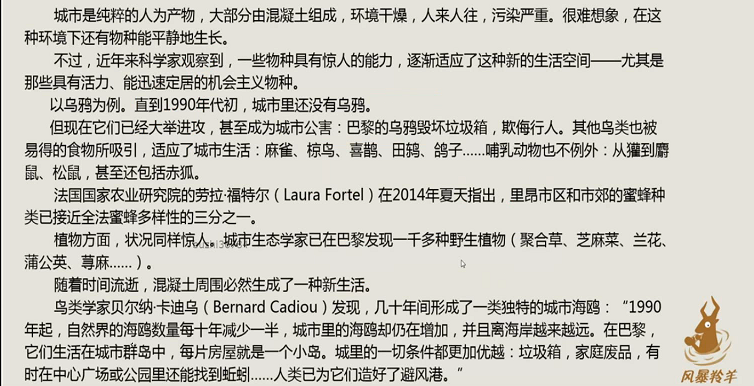 城市是纯粹的人为产物，大部分由混凝土组成，环境干燥，人来人往，污染严重。很难想象，在这
种环境下还有物种能平静地生长。
不过，近年来科学家观察到，一些物种具有惊人的能力，逐渐适应了这种新的生活空间——尤其是
那些具有活力、能迅速定居的机会主义物种。
以乌鸦为例。直到1990年代初，城市里还没有乌鸦。
但现在它们已经大举进攻，甚至成为城市公害：巴黎的乌鸦毁坏垃圾箱，欺侮行人。其他鸟类也被
易得的食物所吸引，适应了城市生活：麻雀、椋鸟、喜鹊、田鸫、鸽子……哺乳动物也不例外：从獾到麝
鼠、松鼠，甚至还包括赤狐。
法国国家农业研究院的劳拉·福特尔（Laura Fortel）在2014年夏天指出，里昂市区和市郊的蜜蜂种
类已接近全法蜜蜂多样性的三分之一。
植物方面，状况同样惊人。城市生态学家已在巴黎发现一千多种野生植物（聚合草、芝麻菜、兰花、
蒲公英、荨麻……）。
随着时间流逝，混凝土周围必然生成了一种新生活。
鸟类学家贝尔纳·卡迪乌（Bernard Cadiou）发现，几十年间形成了一类独特的城市海鸥：“1990
年起，自然界的海鸥数量每十年减少一半，城市里的海鸥却仍在增加，并且离海岸越来越远。在巴黎，
它们生活在城市群岛中，每片房屋就是一个小岛。城里的一切条件都更加优越：垃圾箱，家庭废品，有
时在中心广场或公园里还能找到蚯蚓……人类已为它们造好了避风港。”
风暴羚羊